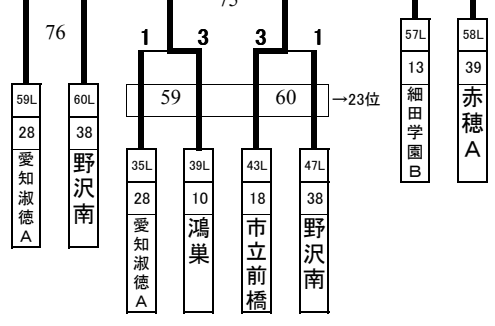 75
76
1 3 3 1
57L 58L
13 39
細田学園B
赤穂A
59 60 →23位
59L 60L
28 38
愛知淑徳A
野沢南
35L 39L 43L 47L
28 10 18 38
愛知淑徳A
鴻巣
市立前橋
野沢南